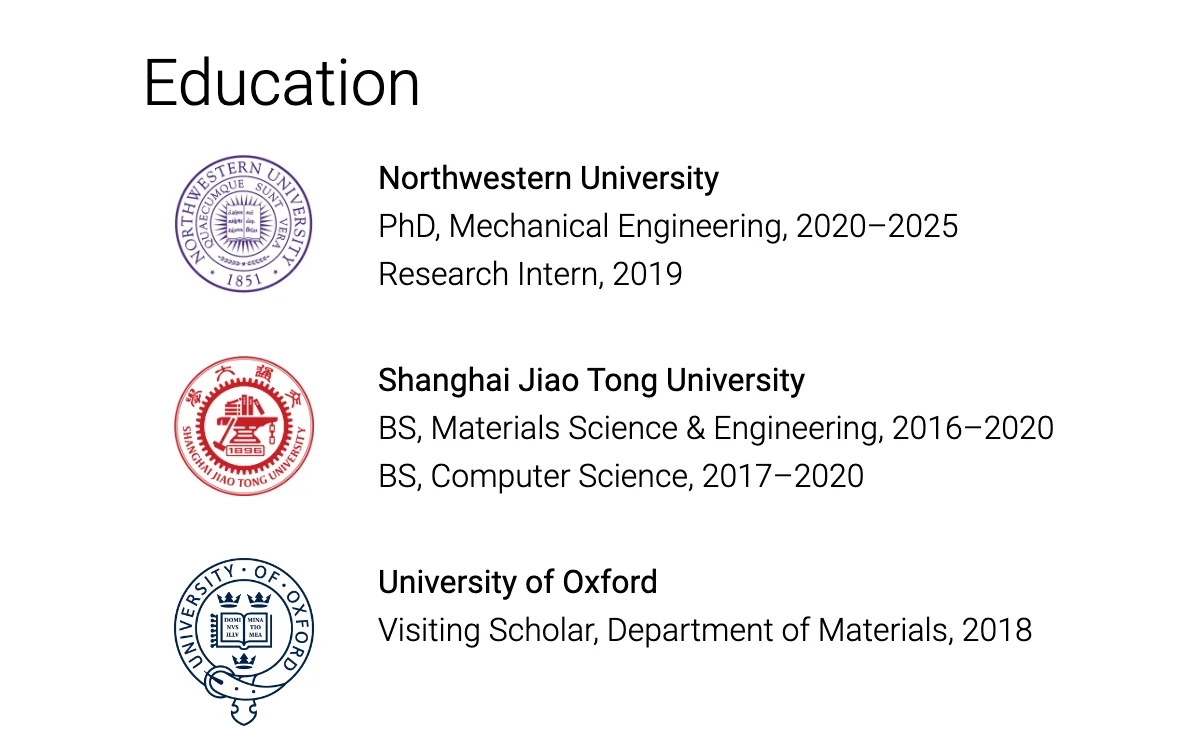 Education
NORTHWESTERN UNIVERSITY
QUAECUMQUE SUNT VERA
1851
Northwestern University
PhD, Mechanical Engineering, 2020–2025
Research Intern, 2019
1896
SHANGHAI JIAO TONG UNIVERSITY
Shanghai Jiao Tong University
BS, Materials Science & Engineering, 2016–2020
BS, Computer Science, 2017–2020
UNIVERSITY · OF · OXFORD
DOMI MINA
NVS TIO
ILLV MEA
University of Oxford
Visiting Scholar, Department of Materials, 2018